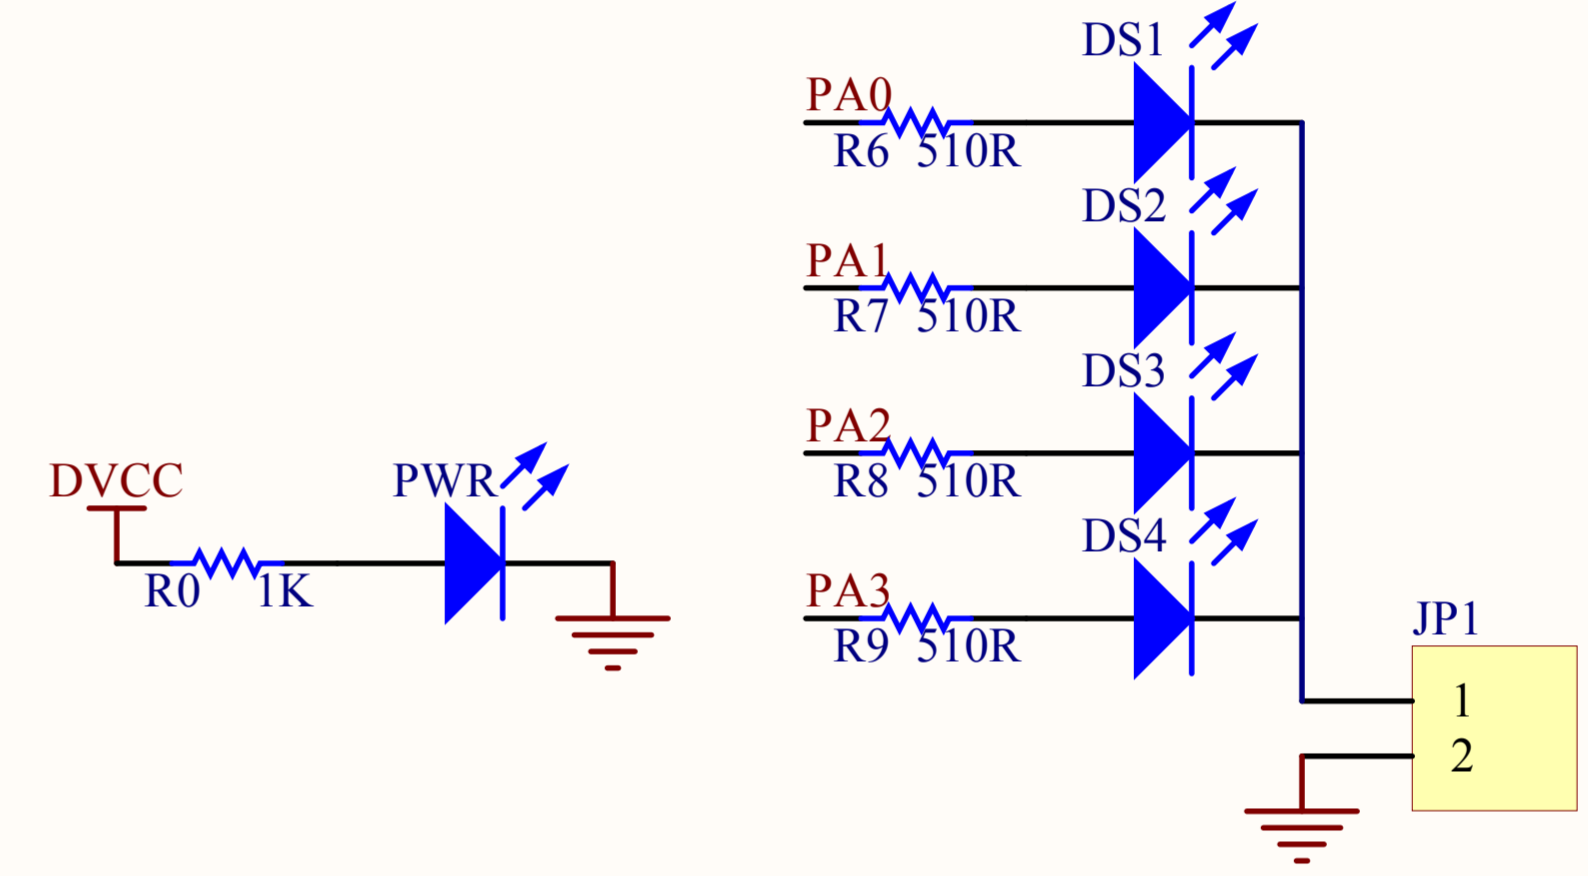 DS1
PA0
R6 510R
DS2
PA1
R7 510R
DS3
PA2
R8 510R
DVCC
PWR
R0 1K
DS4
PA3
R9 510R
JP1
1
2